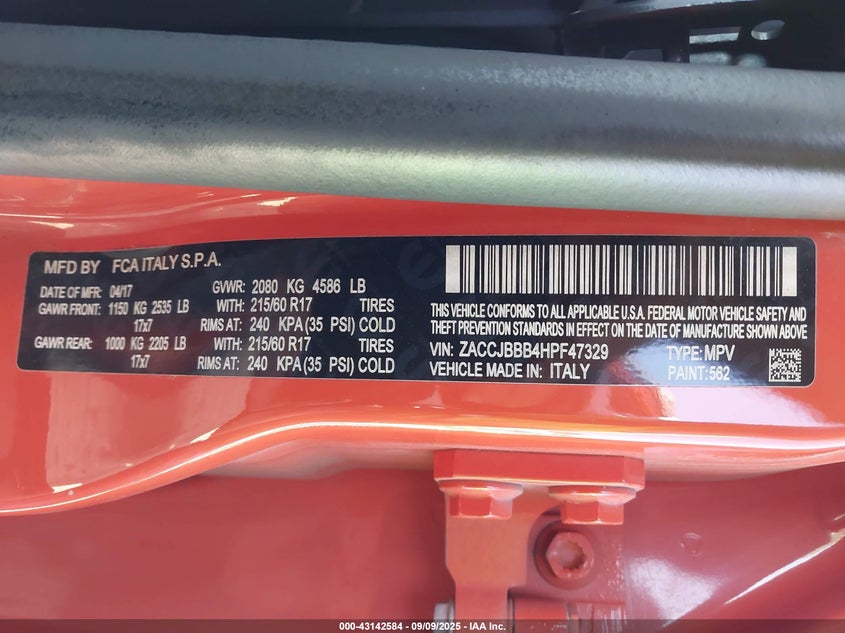 MFD BY FCA ITALY S.P.A.
DATE OF MFR 04/17 GVWR: 2080 KG 4586 LB
GAWR FRONT: 1150 KG 2535 LB WITH: 215/60 R17 TIRES
17x7 RIMS AT: 240 KPA (35 PSI) COLD
GAWR REAR: 1000 KG 2205 LB WITH: 215/60 R17 TIRES
17x7 RIMS AT: 240 KPA (35 PSI) COLD
THIS VEHICLE CONFORMS TO ALL APPLICABLE U.S.A. FEDERAL MOTOR VEHICLE SAFETY AND
THEFT PREVENTION STANDARDS IN EFFECT ON THE DATE OF MANUFACTURE SHOWN ABOVE
VIN: ZACCJBBB4HPF47329 TYPE: MPV
VEHICLE MADE IN: ITALY PAINT: 562
000-43142584 - 09/09/2025 - IAA Inc.